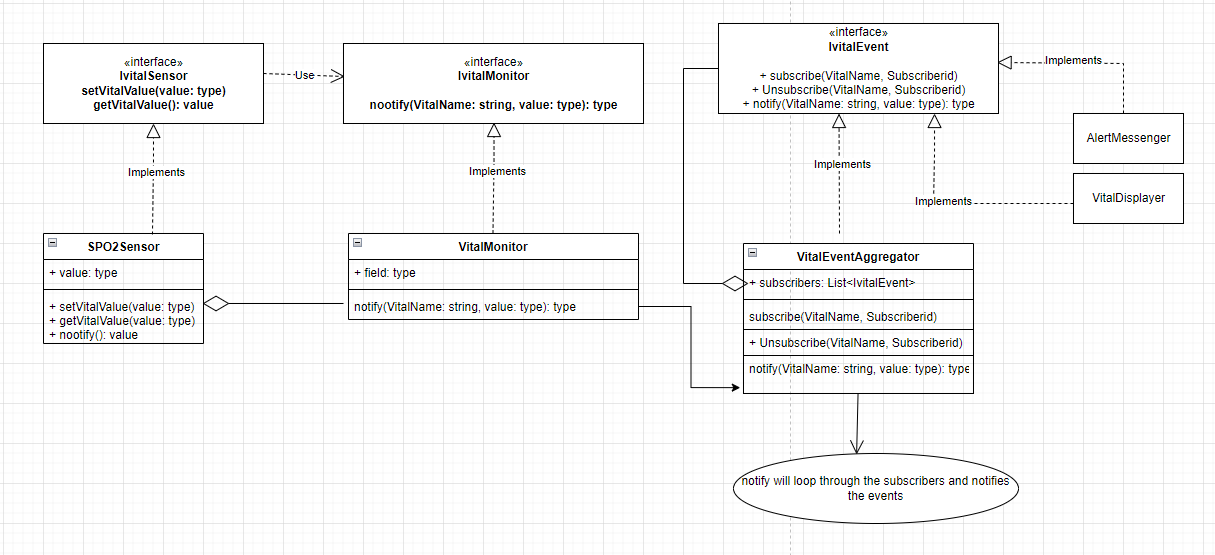 «interface»
IvitalSensor
setVitalValue(value: type)
getVitalValue(): value
Use
«interface»
IvitalMonitor
nootify(VitalName: string, value: type): type
«interface»
IvitalEvent
+ subscribe(VitalName, Subscriberid)
+ Unsubscribe(VitalName, Subscriberid)
+ notify(VitalName: string, value: type): type
Implements
AlertMessenger
VitalDisplayer
Implements
Implements
Implements
Implements
SPO2Sensor
+ value: type
+ setVitalValue(value: type)
+ getVitalValue(value: type)
+ nootify(): value
VitalMonitor
+ field: type
notify(VitalName: string, value: type): type
VitalEventAggregator
+ subscribers: List<IvitalEvent>
subscribe(VitalName, Subscriberid)
+ Unsubscribe(VitalName, Subscriberid)
notify(VitalName: string, value: type): type
notify will loop through the subscribers and notifies
the events